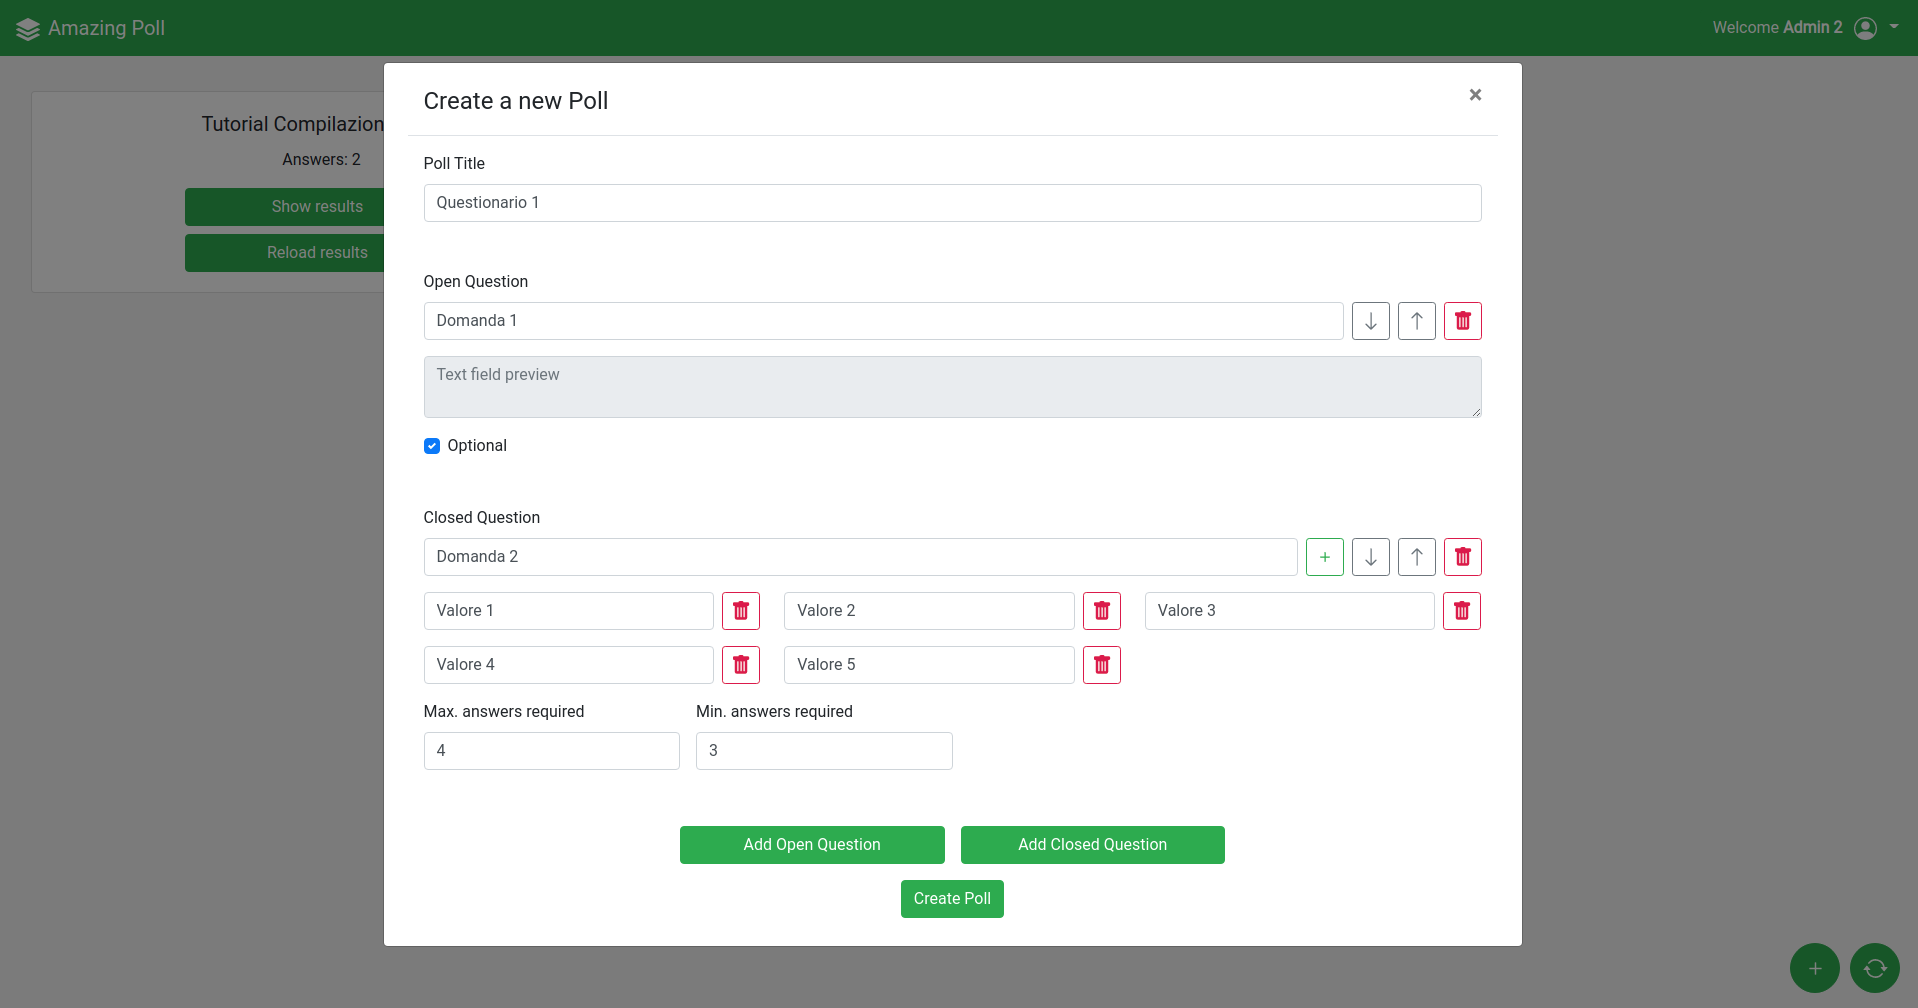 Amazing Poll
Welcome Admin 2
Tutorial Compilazion
Answers: 2
Show results
Reload results
Create a new Poll
Poll Title
Questionario 1
Open Question
Domanda 1
Text field preview
Optional
Closed Question
Domanda 2
Valore 1 Valore 2 Valore 3
Valore 4 Valore 5
Max. answers required Min. answers required
4 3
Add Open Question Add Closed Question
Create Poll